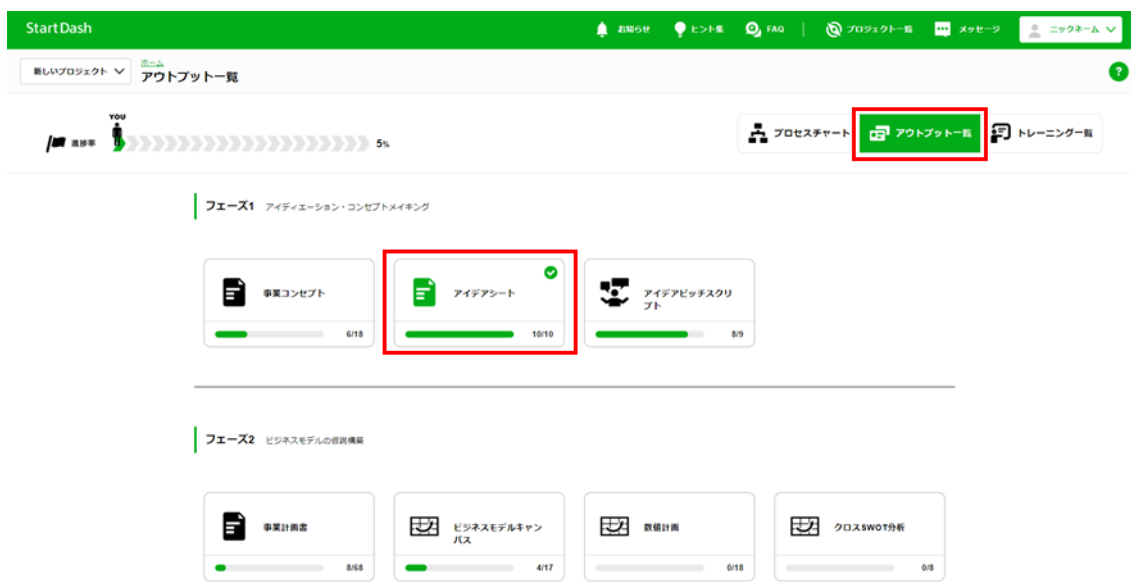 StartDash
お知らせ
ヒント集
FAQ
プロジェクト一覧
メッセージ
ニックネーム
新しいプロジェクト
ホーム
アウトプット一覧
?
YOU
進捗率
5%
プロセスチャート
アウトプット一覧
トレーニング一覧
フェーズ1 アイディエーション・コンセプトメイキング
事業コンセプト
6/18
アイデアシート
10/10
アイデアピッチスクリ
プト
8/9
フェーズ2 ビジネスモデルの仮説構築
事業計画書
8/68
ビジネスモデルキャン
バス
4/17
数値計画
0/18
クロスSWOT分析
0/8